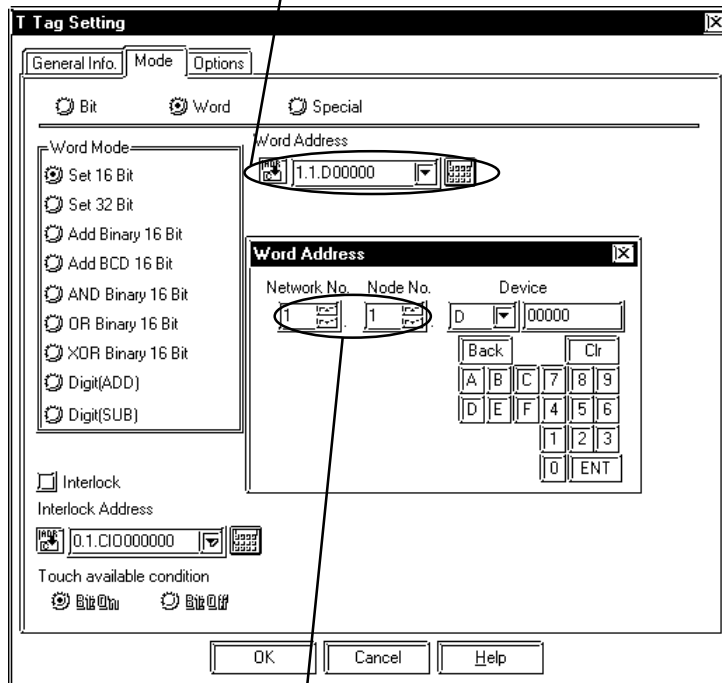 T Tag Setting
General Info. Mode Options
Bit Word Special
Word Mode
Set 16 Bit
Set 32 Bit
Add Binary 16 Bit
Add BCD 16 Bit
AND Binary 16 Bit
OR Binary 16 Bit
XOR Binary 16 Bit
Digit(ADD)
Digit(SUB)
Word Address
1.1.D00000
Word Address
Network No. Node No. Device
1 . 1 . D 00000
Back Clr
A B C 7 8 9
D E F 4 5 6
1 2 3
0 ENT
Interlock
Interlock Address
0.1.CIO000000
Touch available condition
Bit On Bit Off
OK Cancel Help